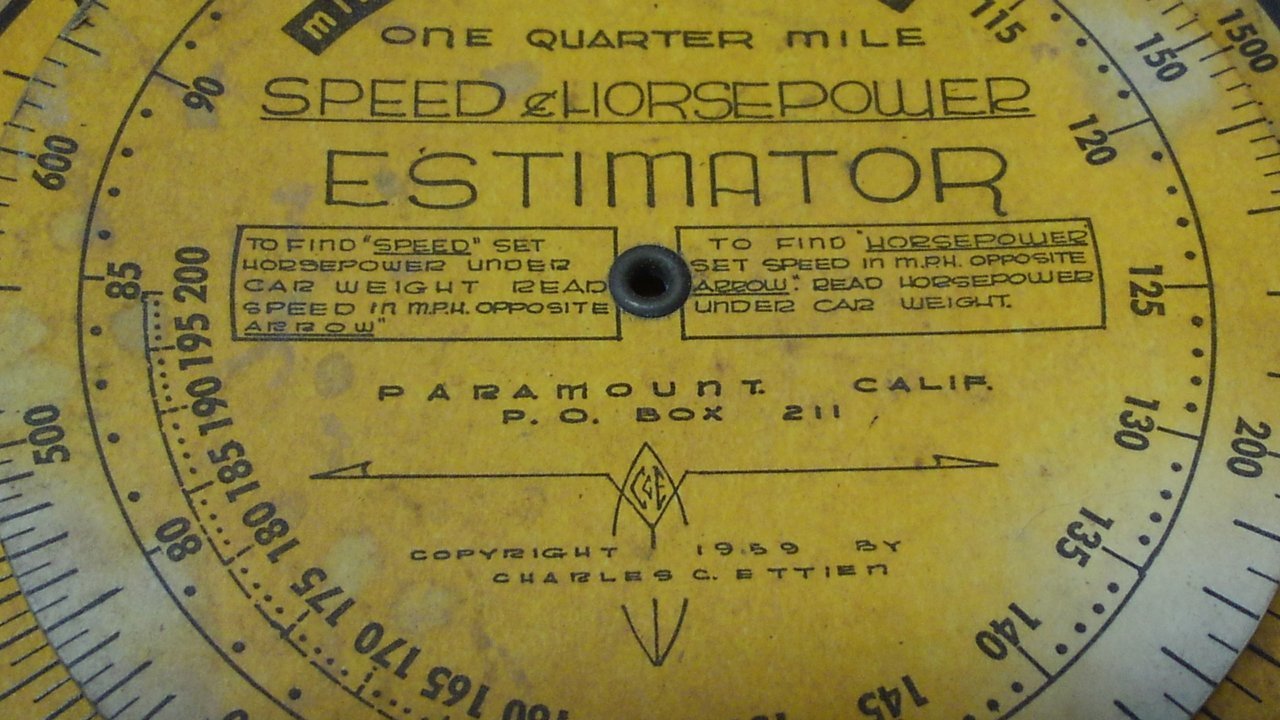 ONE QUARTER MILE
SPEED & HORSEPOWER
ESTIMATOR
TO FIND "SPEED" SET
HORSEPOWER UNDER
CAR WEIGHT READ
SPEED IN M.P.H. OPPOSITE
ARROW"
TO FIND "HORSEPOWER"
SET SPEED IN M.P.H. OPPOSITE
ARROW". READ HORSEPOWER
UNDER CAR WEIGHT.
PARAMOUNT. CALIF.
P.O. BOX 211
CGE
COPYRIGHT 1959 BY
CHARLES C. ETTIEN
600
500
90
85
80
200
195
190
185
180
175
170
165
160
115
120
125
130
135
140
145
1500
150
200